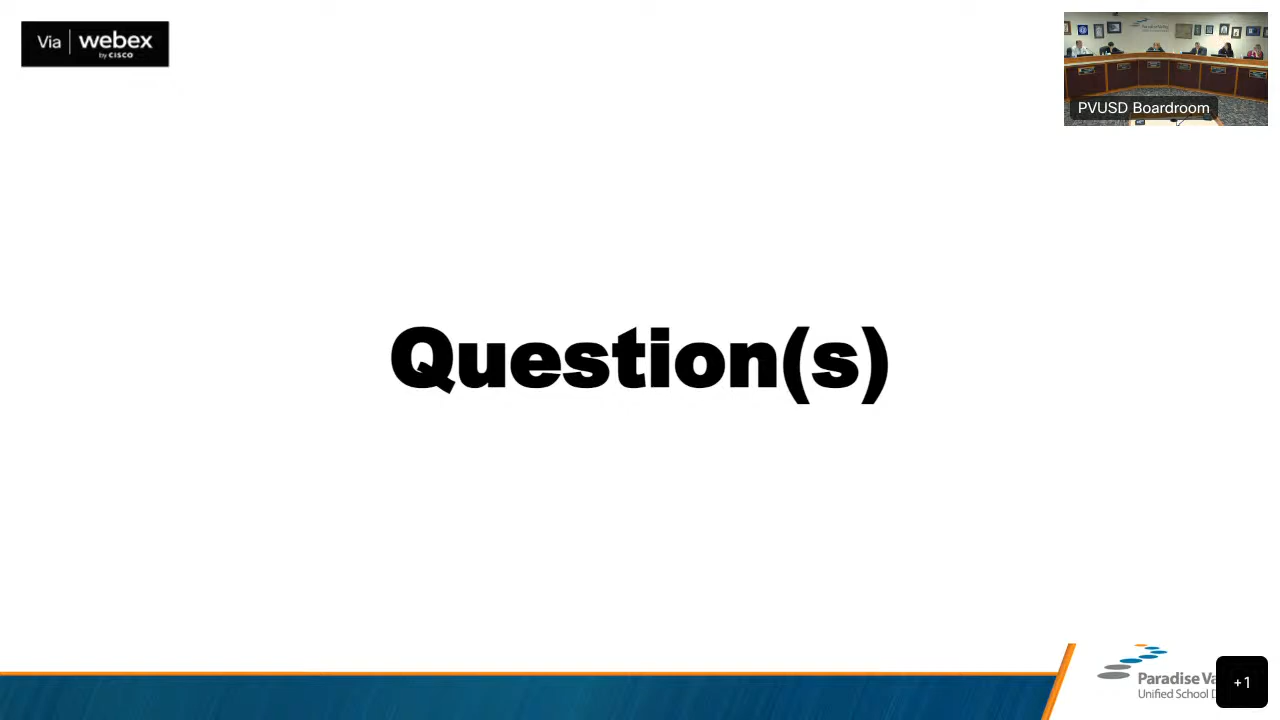 Via webex
by CISCO
PVUSD Boardroom
Question(s)
Paradise Va
Unified School D
+1